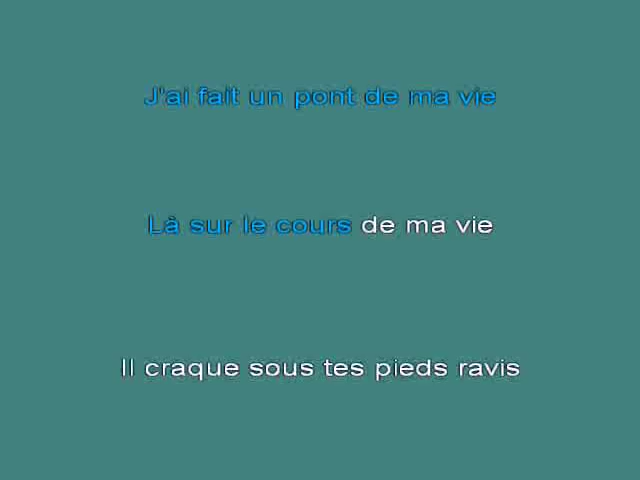 J'ai fait un pont de ma vie
Là sur le cours de ma vie
Il craque sous tes pieds ravis